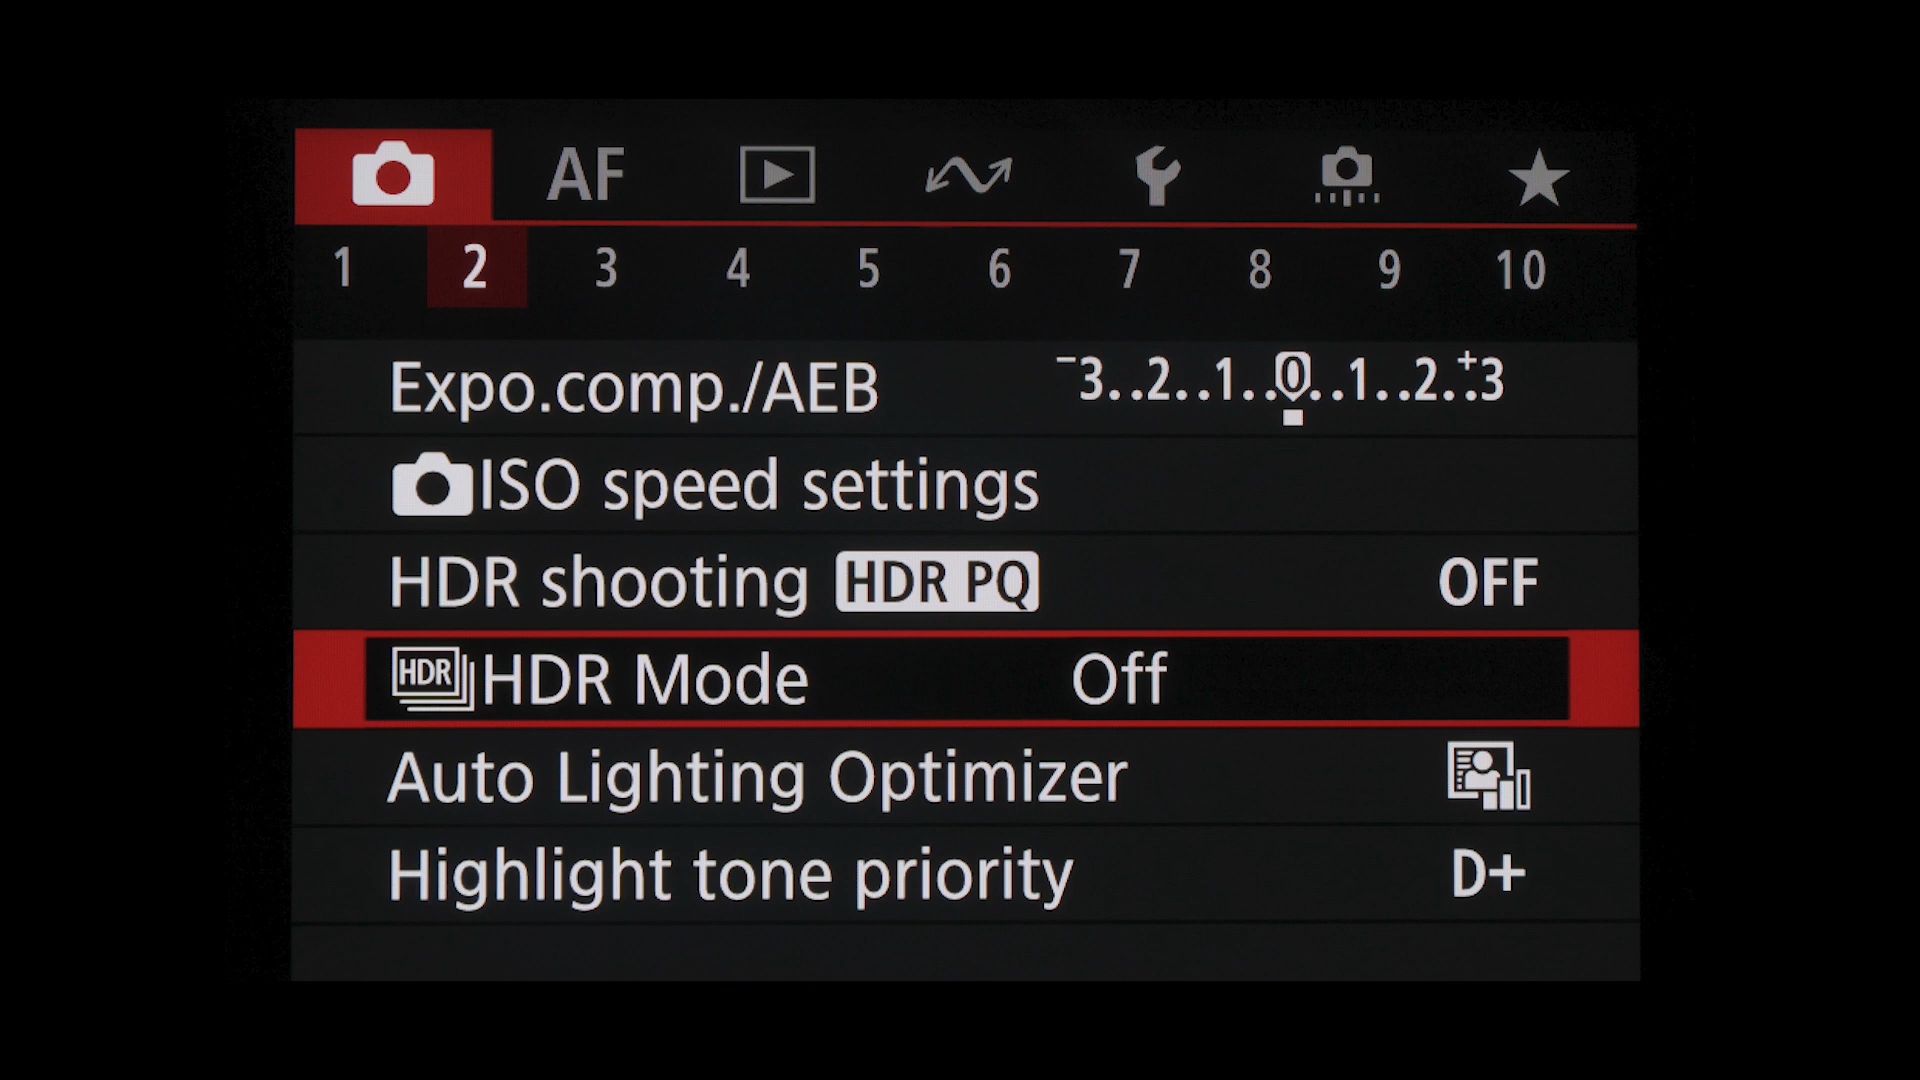 AF
1 2 3 4 5 6 7 8 9 10
Expo.comp./AEB -3..2..1..0..1..2.:+3
ISO speed settings
HDR shooting HDR PQ OFF
HDR HDR Mode Off
Auto Lighting Optimizer
Highlight tone priority D+